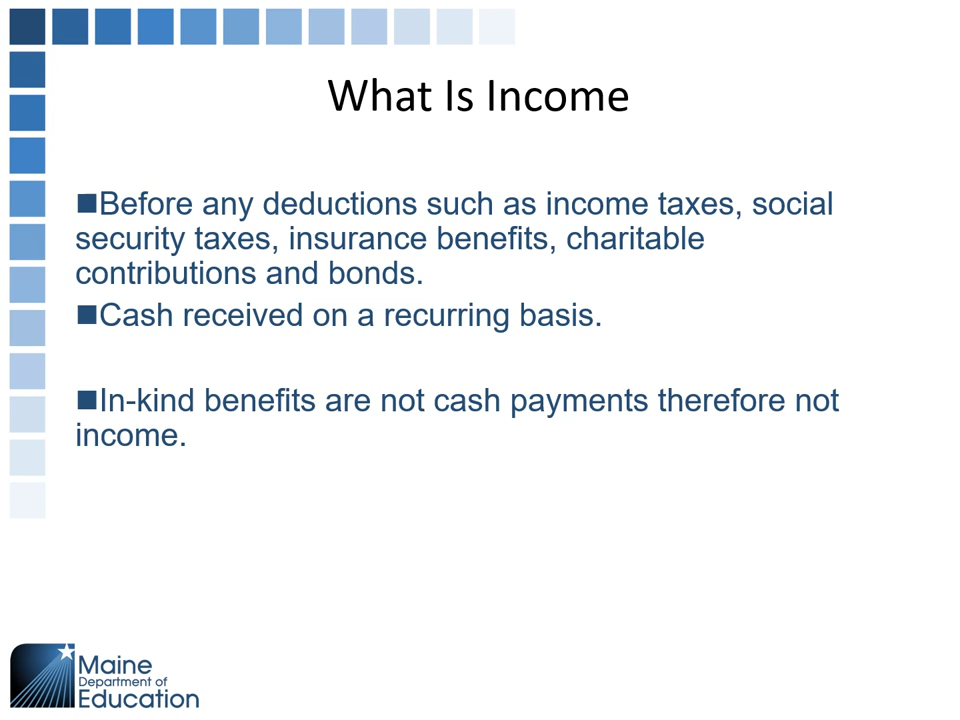 What Is Income
■Before any deductions such as income taxes, social
security taxes, insurance benefits, charitable
contributions and bonds.
■Cash received on a recurring basis.
■In-kind benefits are not cash payments therefore not
income.
Maine
Department of
Education